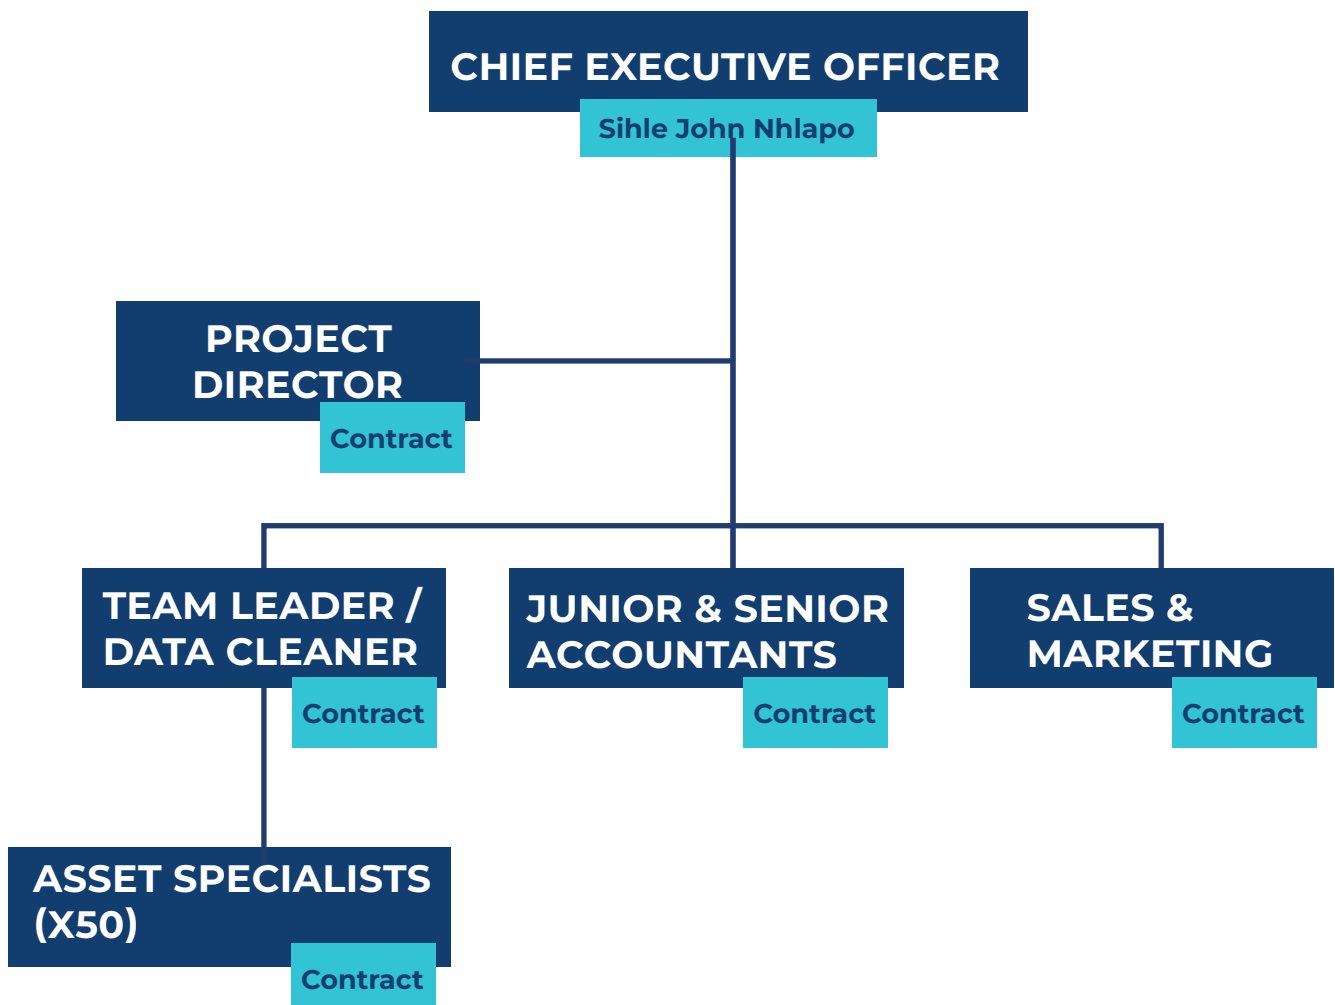 CHIEF EXECUTIVE OFFICER
Sihle John Nhlapo
PROJECT
DIRECTOR
Contract
TEAM LEADER /
DATA CLEANER
Contract
JUNIOR & SENIOR
ACCOUNTANTS
Contract
SALES &
MARKETING
Contract
ASSET SPECIALISTS
(X50)
Contract